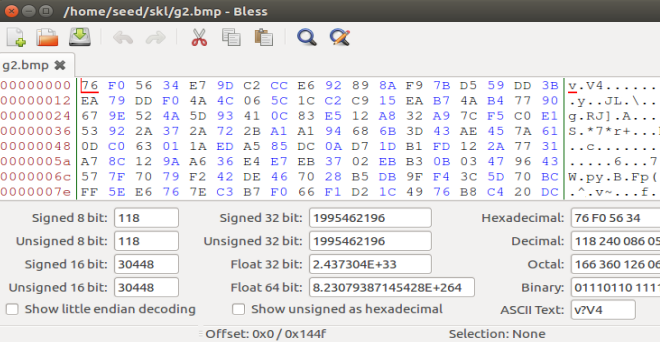 /home/seed/skl/g2.bmp - Bless
g2.bmp
00000000 76 F0 56 34 E7 9D C2 CC E6 92 89 8A F9 7B D5 59 DD 3B v.V4.
00000012 EA 79 DD F0 4A 4C 06 5C 1C C2 C9 15 EA B7 4A B4 77 90 .y..JL.\.
00000024 67 E9 52 4A 5D 93 41 0C 83 E5 12 A8 32 A9 7C F5 C0 E1 g.RJ].A
00000036 53 92 2A 37 2A 72 2B A1 A1 94 68 6B 3D 43 AE 45 7A 61 S.*7*r+
00000048 0D C0 63 01 1A ED A5 85 DC 0A D7 1D B1 FD 12 2A 77 31 ..c.
0000005a A7 8C 12 9A A6 36 E4 E7 EB 37 02 EB B3 0B 03 47 96 43 .....6...7
0000006c 57 7F 70 79 F2 42 DE 46 70 28 B5 DB 9F F4 3C 5D 70 BC W.py.B.Fp(
0000007e FF 5E E6 76 7E C3 B7 F0 66 F1 D2 1C 49 76 B8 C4 20 DC .^.v~...f.
Signed 8 bit: 118 Signed 32 bit: 1995462196 Hexadecimal: 76 F0 56 34
Unsigned 8 bit: 118 Unsigned 32 bit: 1995462196 Decimal: 118 240 086 05
Signed 16 bit: 30448 Float 32 bit: 2.437304E+33 Octal: 166 360 126 06
Unsigned 16 bit: 30448 Float 64 bit: 8.23079387145428E+264 Binary: 01110110 1111
Show little endian decoding Show unsigned as hexadecimal ASCII Text: v?V4
Offset: 0x0 / 0x144f Selection: None